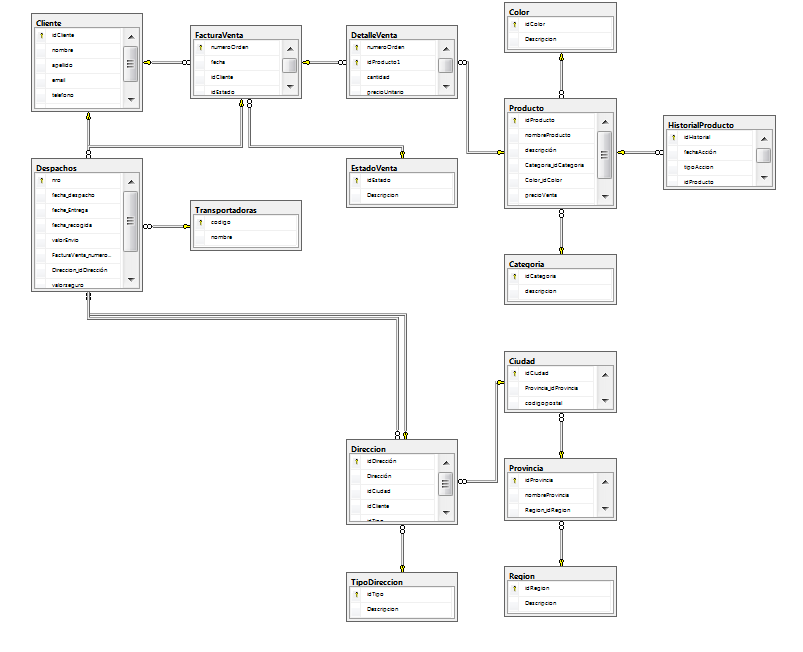 Cliente
idCliente
nombre
apellido
email
telefono
FacturaVenta
numeroOrden
fecha
idCliente
idEstado
DetalleVenta
numeroOrden
idProducto1
cantidad
precioUnitario
Color
idColor
Descripcion
Producto
idProducto
nombreProducto
descripción
Categoria_idCategoria
Color_idColor
precioVenta
HistorialProducto
idHistorial
fechaAcción
tipoAccion
idProducto
Despachos
nro
fecha_despacho
fecha_Entrega
fecha_recogida
valorEnvio
FacturaVenta_numero...
Direccion_idDirección
valorseguro
Transportadoras
codigo
nombre
EstadoVenta
idEstado
Descripcion
Categoria
idCategoria
descripcion
Ciudad
idCiudad
Provincia_idProvincia
codigopostal
Direccion
idDirección
Dirección
idCiudad
idCliente
idTipo
Provincia
idProvincia
nombreProvincia
Region_idRegion
TipoDireccion
idTipo
Descripcion
Region
idRegion
Descripcion